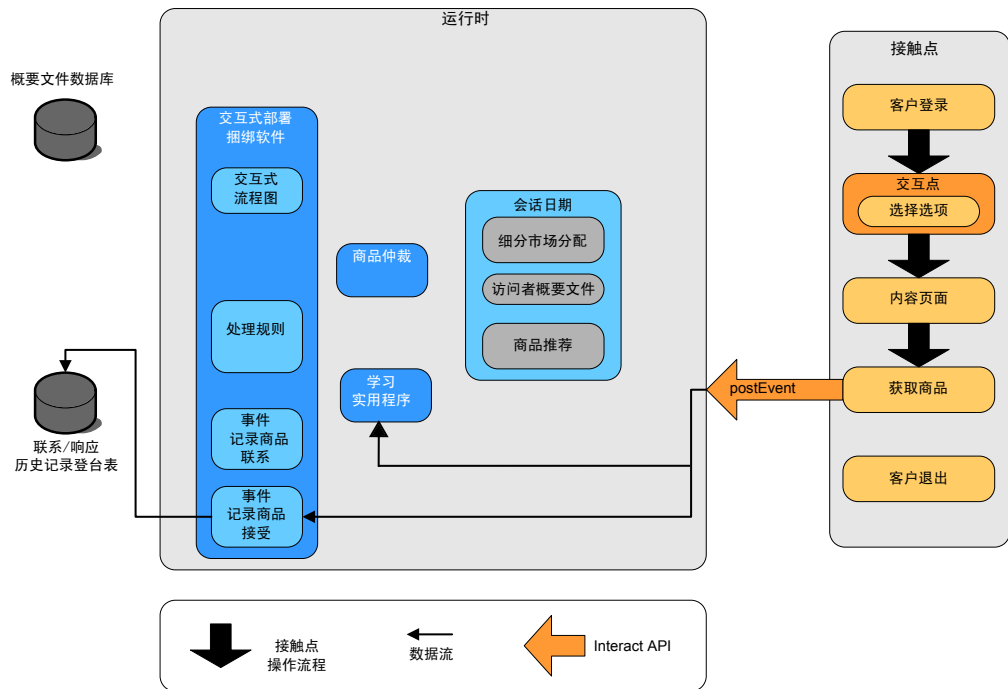 运行时
接触点
概要文件数据库
交互式部署
捆绑软件
交互式
流程图
处理规则
事件
记录商品
联系
事件
记录商品
接受
商品仲裁
学习
实用程序
会话日期
细分市场分配
访问者概要文件
商品推荐
postEvent
客户登录
交互点
选择选项
内容页面
获取商品
客户退出
联系/响应
历史记录登台表
接触点
操作流程
数据流
Interact API